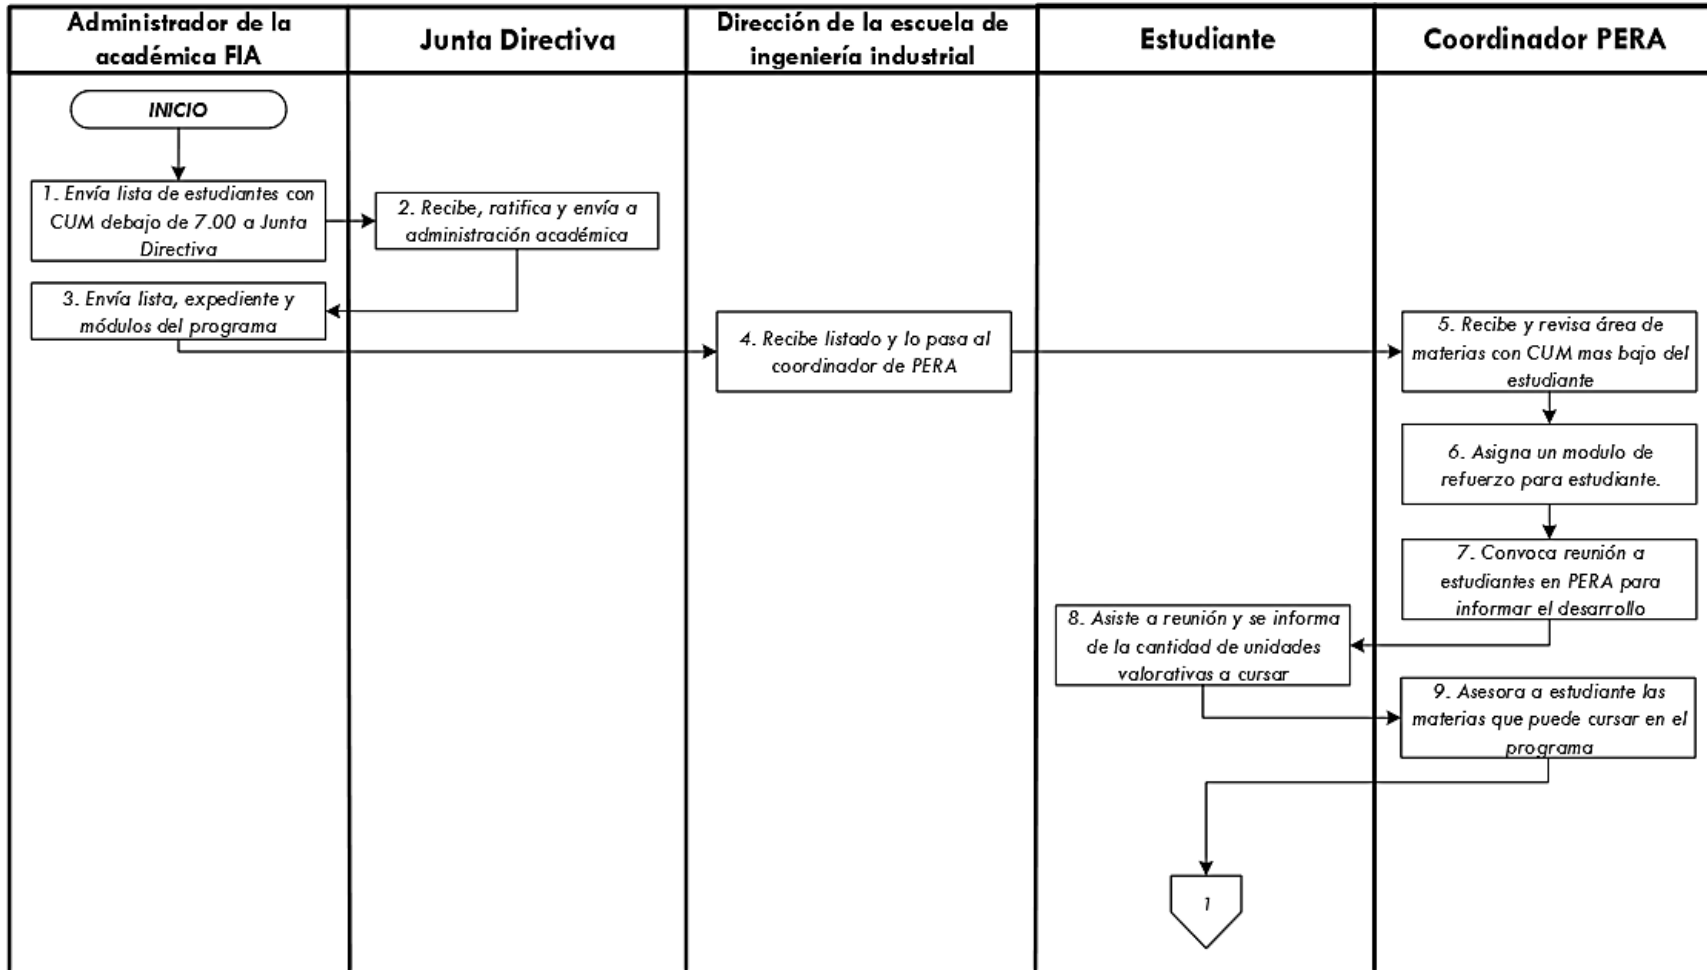 Administrador de la
académica FIA
Junta Directiva
Dirección de la escuela de
ingeniería industrial
Estudiante
Coordinador PERA
INICIO
1. Envía lista de estudiantes con
CUM debajo de 7.00 a Junta
Directiva
2. Recibe, ratifica y envía a
administración académica
3. Envía lista, expediente y
módulos del programa
4. Recibe listado y lo pasa al
coordinador de PERA
5. Recibe y revisa área de
materias con CUM mas bajo del
estudiante
6. Asigna un modulo de
refuerzo para estudiante.
7. Convoca reunión a
estudiantes en PERA para
informar el desarrollo
8. Asiste a reunión y se informa
de la cantidad de unidades
valorativas a cursar
9. Asesora a estudiante las
materias que puede cursar en el
programa
1